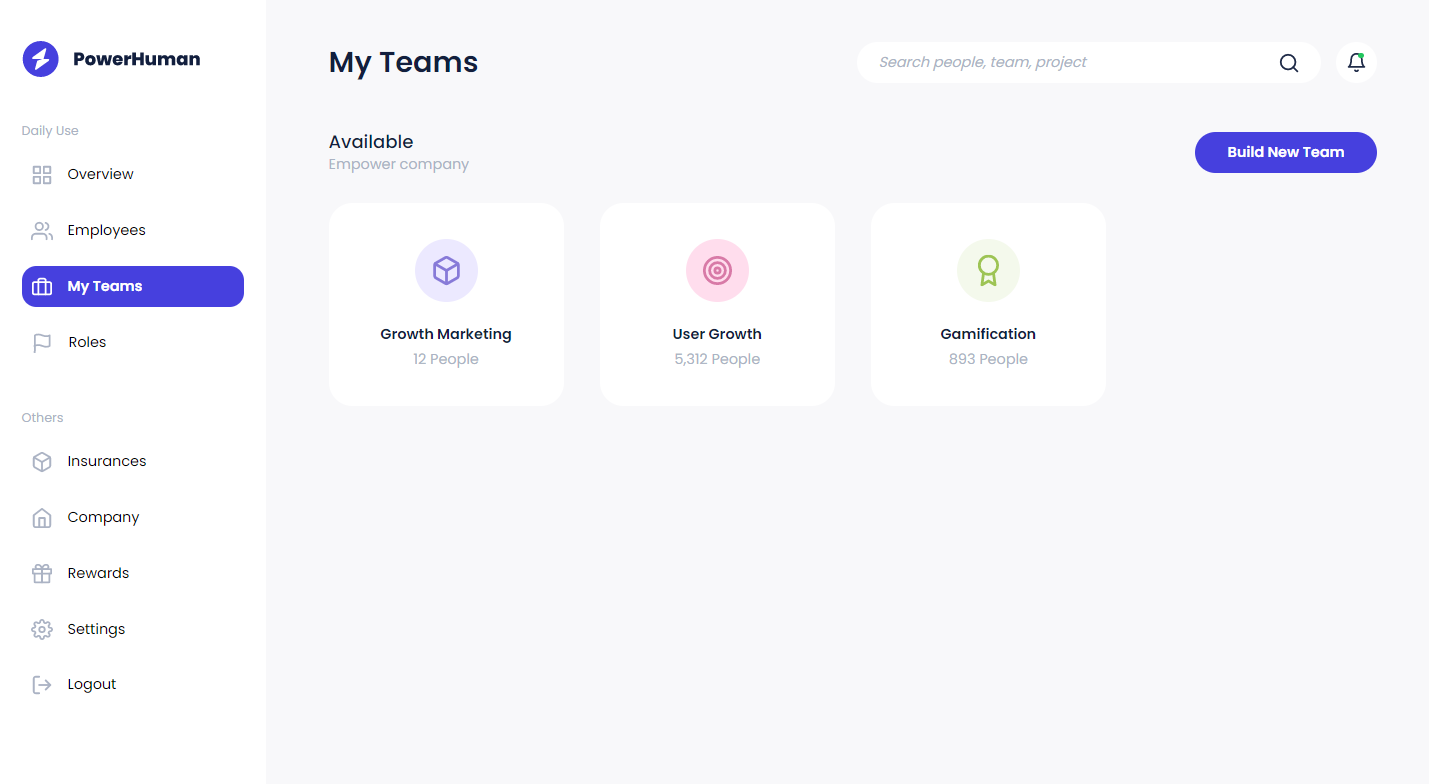 PowerHuman
Daily Use
Overview
Employees
My Teams
Roles
Others
Insurances
Company
Rewards
Settings
Logout
My Teams
Search people, team, project
Available
Empower company
Build New Team
Growth Marketing
12 People
User Growth
5,312 People
Gamification
893 People